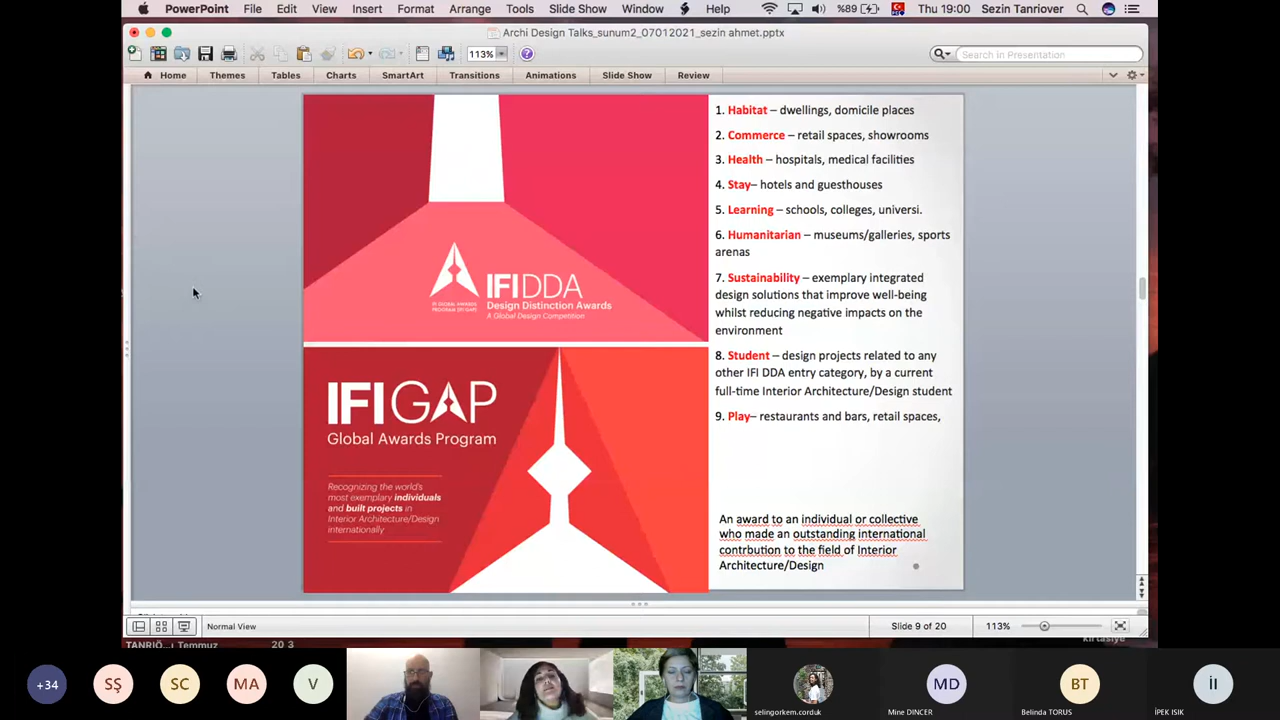 PowerPoint File Edit View Insert Format Arrange Tools Slide Show Window Help %89 Thu 19:00 Sezin Tanriover
Archi Design Talks_sunum2_07012021_sezin ahmet.pptx
113% Search in Presentation
Home Themes Tables Charts SmartArt Transitions Animations Slide Show Review
IFIDDA
Design Distinction Awards
A Global Design Competition
IFI GLOBAL AWARDS
IFIGAP
Global Awards Program
Recognizing the world's
most exemplary individuals
and built projects in
Interior Architecture/Design
internationally
1. Habitat – dwellings, domicile places
2. Commerce – retail spaces, showrooms
3. Health – hospitals, medical facilities
4. Stay– hotels and guesthouses
5. Learning – schools, colleges, universi.
6. Humanitarian – museums/galleries, sports
arenas
7. Sustainability – exemplary integrated
design solutions that improve well-being
whilst reducing negative impacts on the
environment
8. Student – design projects related to any
other IFI DDA entry category, by a current
full-time Interior Architecture/Design student
9. Play– restaurants and bars, retail spaces,
An award to an individual or collective
who made an outstanding international
contrbution to the field of Interior
Architecture/Design
Normal View Slide 9 of 20 113%
Temmuz 20 3 kırtasiye
+34 SŞ SC MA V MD BT İI
selingorkem.corduk Mine DINCER Belinda TORUS İPEK ISIK